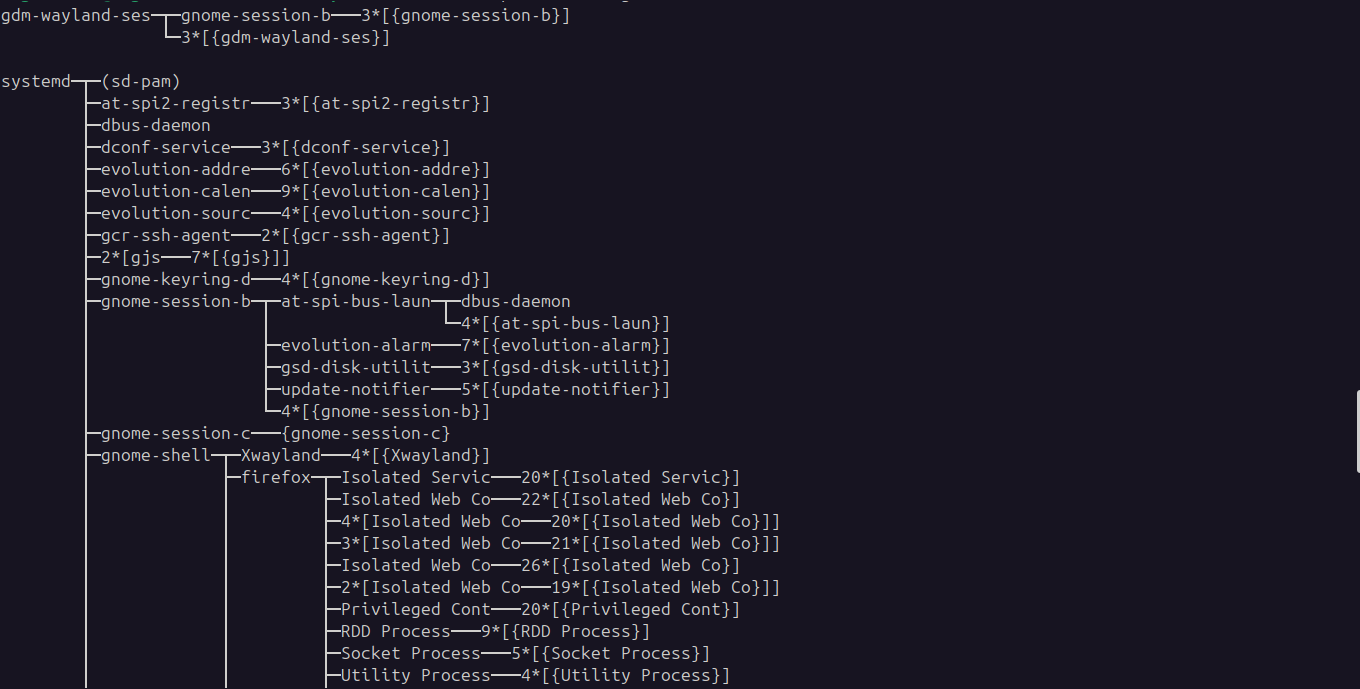 gdm-wayland-ses─┬─gnome-session-b───3*[{gnome-session-b}]
                └─3*[{gdm-wayland-ses}]

systemd─┬─(sd-pam)
        ├─at-spi2-registr───3*[{at-spi2-registr}]
        ├─dbus-daemon
        ├─dconf-service───3*[{dconf-service}]
        ├─evolution-addre───6*[{evolution-addre}]
        ├─evolution-calen───9*[{evolution-calen}]
        ├─evolution-sourc───4*[{evolution-sourc}]
        ├─gcr-ssh-agent───2*[{gcr-ssh-agent}]
        ├─2*[gjs───7*[{gjs}]]
        ├─gnome-keyring-d───4*[{gnome-keyring-d}]
        ├─gnome-session-b─┬─at-spi-bus-laun─┬─dbus-daemon
        │                 │                 └─4*[{at-spi-bus-laun}]
        │                 ├─evolution-alarm───7*[{evolution-alarm}]
        │                 ├─gsd-disk-utilit───3*[{gsd-disk-utilit}]
        │                 ├─update-notifier───5*[{update-notifier}]
        │                 └─4*[{gnome-session-b}]
        ├─gnome-session-c───{gnome-session-c}
        ├─gnome-shell─┬─Xwayland───4*[{Xwayland}]
        │             ├─firefox─┬─Isolated Servic───20*[{Isolated Servic}]
        │             │         ├─Isolated Web Co───22*[{Isolated Web Co}]
        │             │         ├─4*[Isolated Web Co───20*[{Isolated Web Co}]]
        │             │         ├─3*[Isolated Web Co───21*[{Isolated Web Co}]]
        │             │         ├─Isolated Web Co───26*[{Isolated Web Co}]
        │             │         ├─2*[Isolated Web Co───19*[{Isolated Web Co}]]
        │             │         ├─Privileged Cont───20*[{Privileged Cont}]
        │             │         ├─RDD Process───9*[{RDD Process}]
        │             │         ├─Socket Process───5*[{Socket Process}]
        │             │         ├─Utility Process───4*[{Utility Process}]